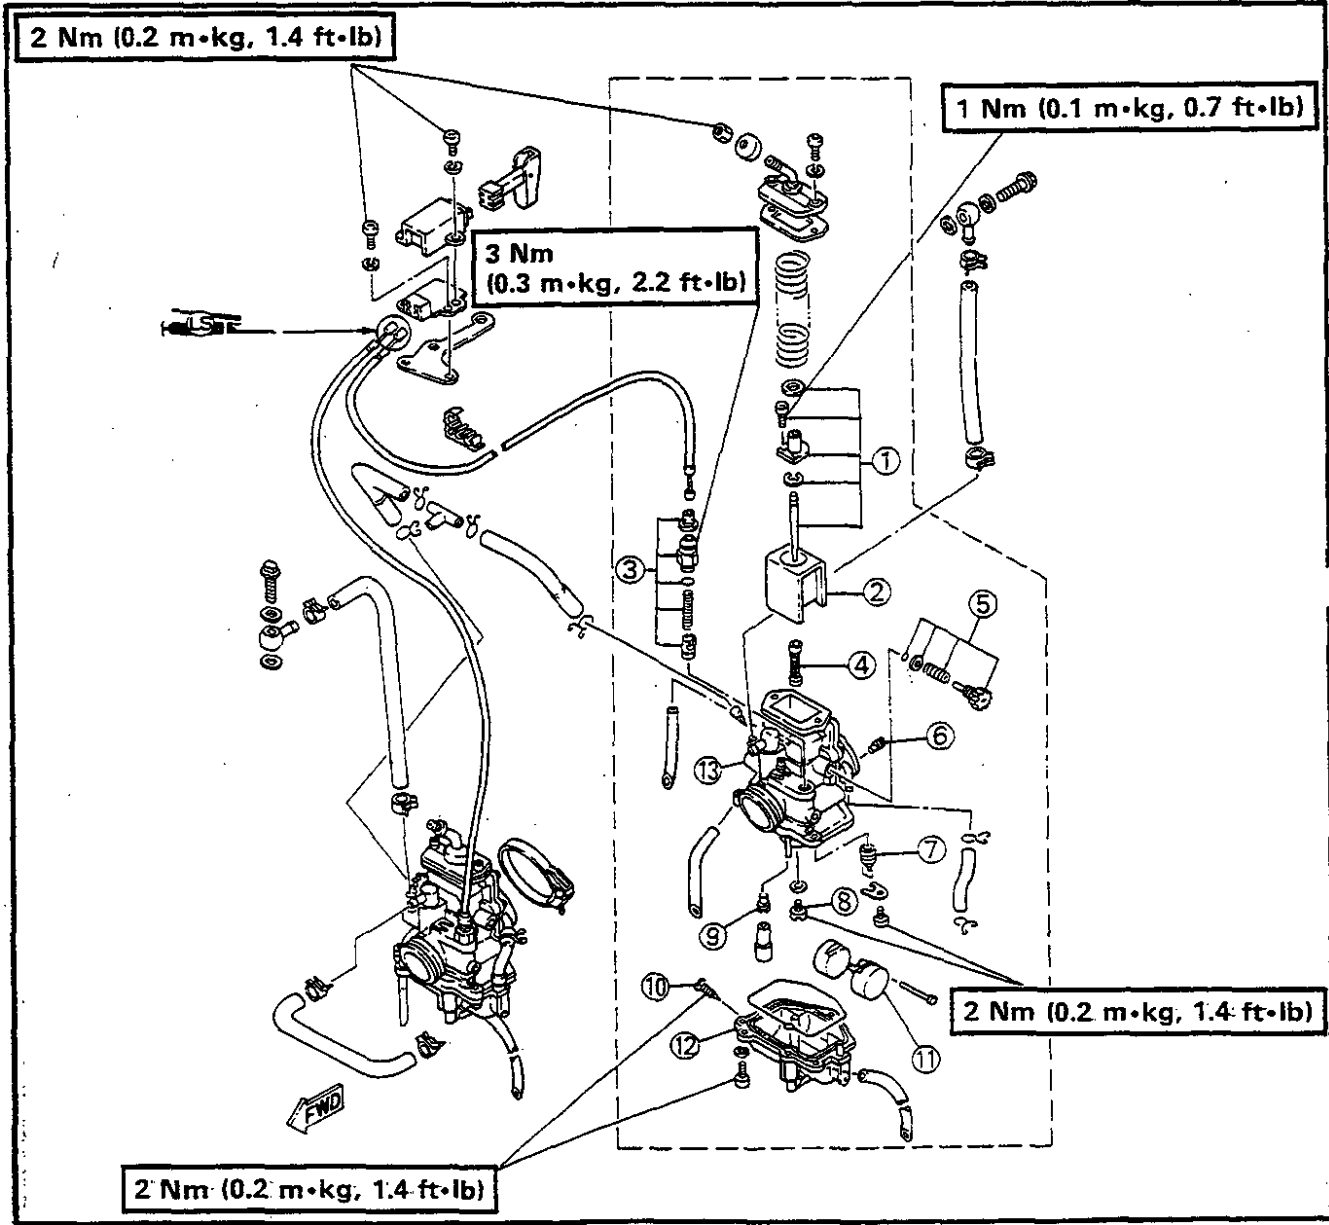 2 Nm (0.2 m•kg, 1.4 ft•lb)
1 Nm (0.1 m•kg, 0.7 ft•lb)
3 Nm
(0.3 m•kg, 2.2 ft•lb)
LS
①
③
②
⑤
④
⑥
⑬
⑦
⑧
⑨
⑩
2 Nm (0.2 m•kg, 1.4 ft•lb)
⑫
⑪
FWD
2 Nm (0.2 m•kg, 1.4 ft•lb)